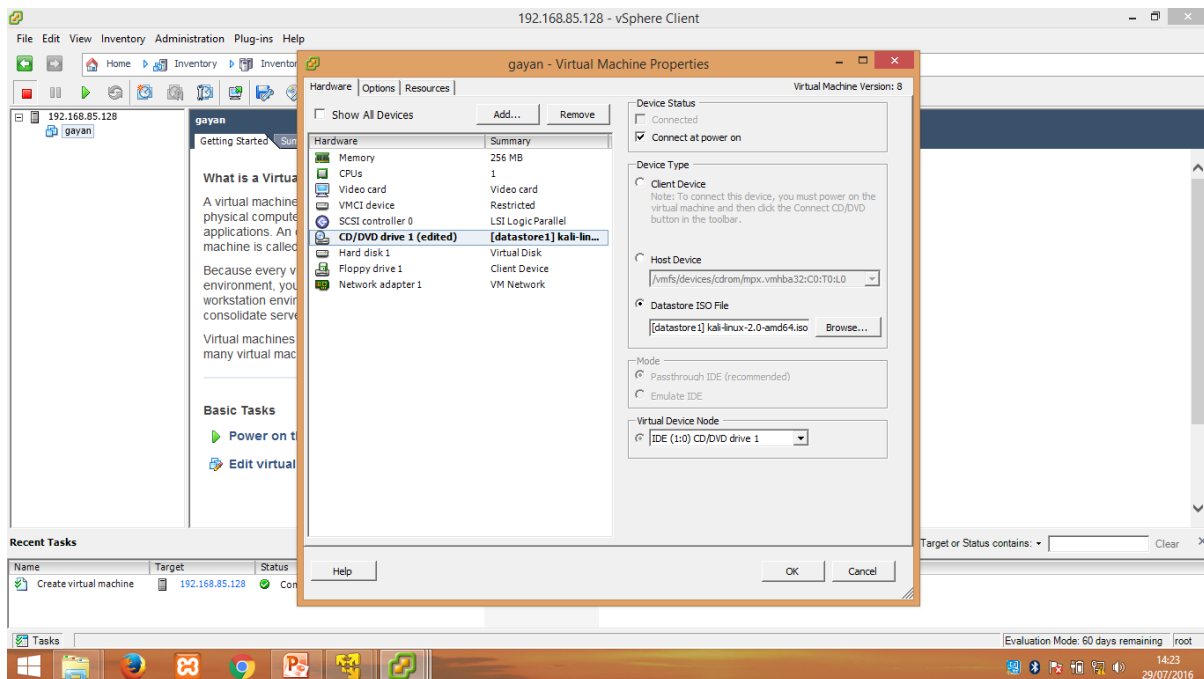 192.168.85.128 - vSphere Client
File Edit View Inventory Administration Plug-ins Help
Home Inventory Inventor
192.168.85.128
gayan
gayan
Getting Started Sun
What is a Virtua
A virtual machine
physical compute
applications. An
machine is called
Because every v
environment, you
workstation envir
consolidate serve
Virtual machines
many virtual mac
Basic Tasks
Power on t
Edit virtual
gayan - Virtual Machine Properties
Hardware Options Resources
Virtual Machine Version: 8
Show All Devices
Add...
Remove
Hardware Summary
Memory 256 MB
CPUs 1
Video card Video card
VMCI device Restricted
SCSI controller 0 LSI Logic Parallel
CD/DVD drive 1 (edited) [datastore1] kali-lin...
Hard disk 1 Virtual Disk
Floppy drive 1 Client Device
Network adapter 1 VM Network
Device Status
Connected
Connect at power on
Device Type
Client Device
Note: To connect this device, you must power on the
virtual machine and then click the Connect CD/DVD
button in the toolbar.
Host Device
/vmfs/devices/cdrom/mpx.vmhba32:C0:T0:L0
Datastore ISO File
[datastore1] kali-linux-2.0-amd64.iso
Browse...
Mode
Passthrough IDE (recommended)
Emulate IDE
Virtual Device Node
IDE (1:0) CD/DVD drive 1
Help
OK
Cancel
Recent Tasks
Target or Status contains:
Clear
Name Target Status
Create virtual machine 192.168.85.128 Con
Tasks
Evaluation Mode: 60 days remaining root
14:23
29/07/2016